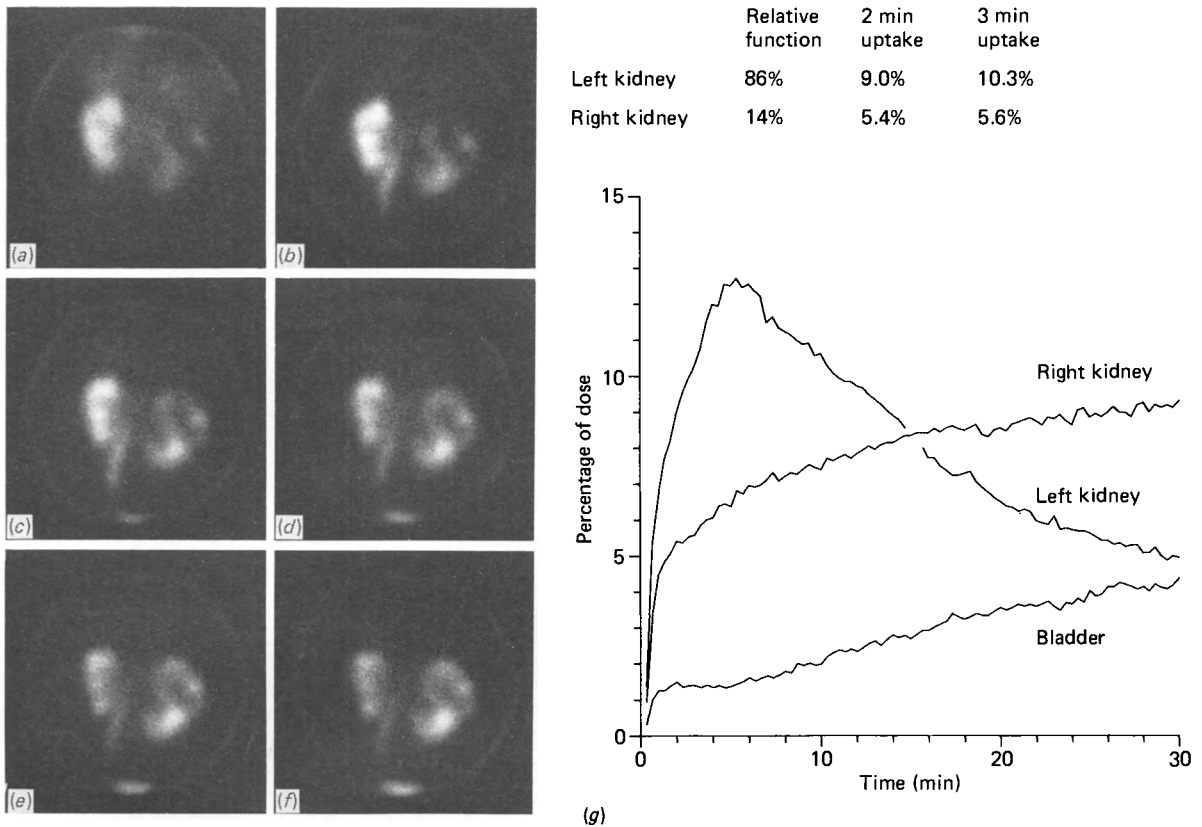 (a)
(b)
(c)
(d)
(e)
(f)
Relative function 2 min uptake 3 min uptake
Left kidney 86% 9.0% 10.3%
Right kidney 14% 5.4% 5.6%
15
10
5
0
Percentage of dose
Right kidney
Left kidney
Bladder
0 10 20 30
Time (min)
(g)